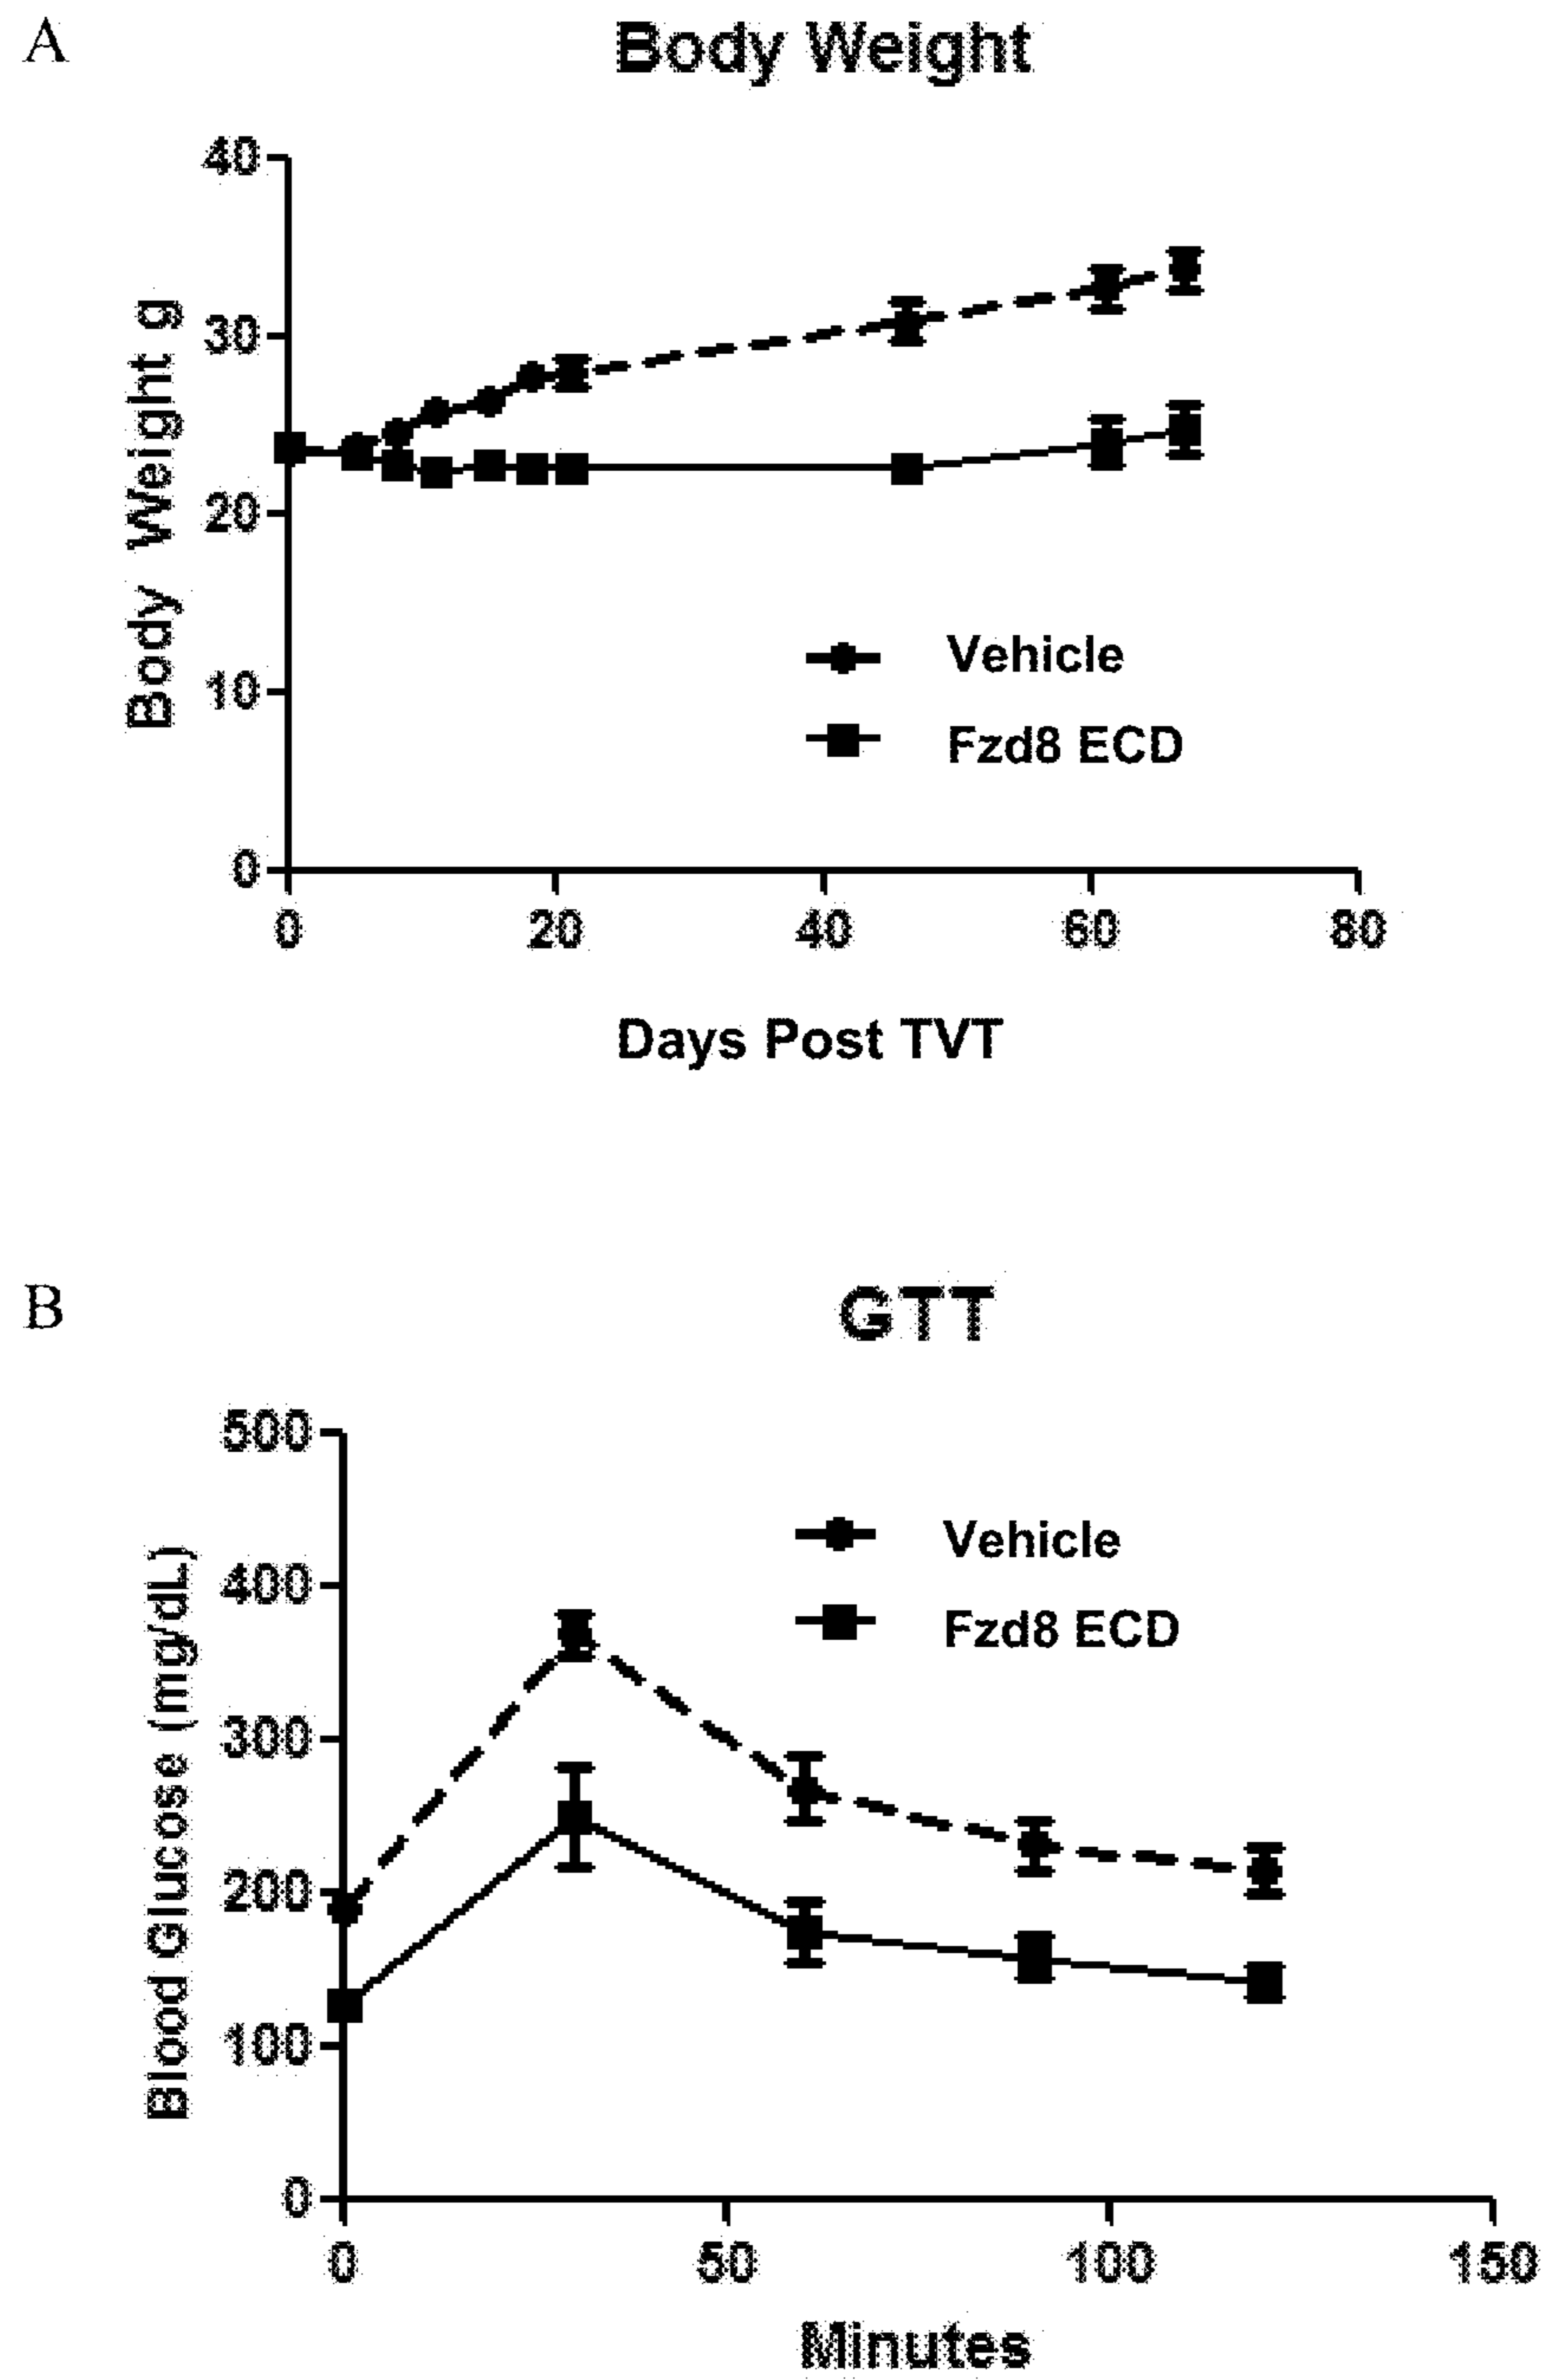 A
Body Weight
40
30
20
10
0
Body Weight g
Vehicle
Fzd8 ECD
0 20 40 60 80
Days Post TVT
B
GTT
500
400
300
200
100
0
Blood Glucose (mg/dL)
Vehicle
Fzd8 ECD
0 50 100 150
Minutes